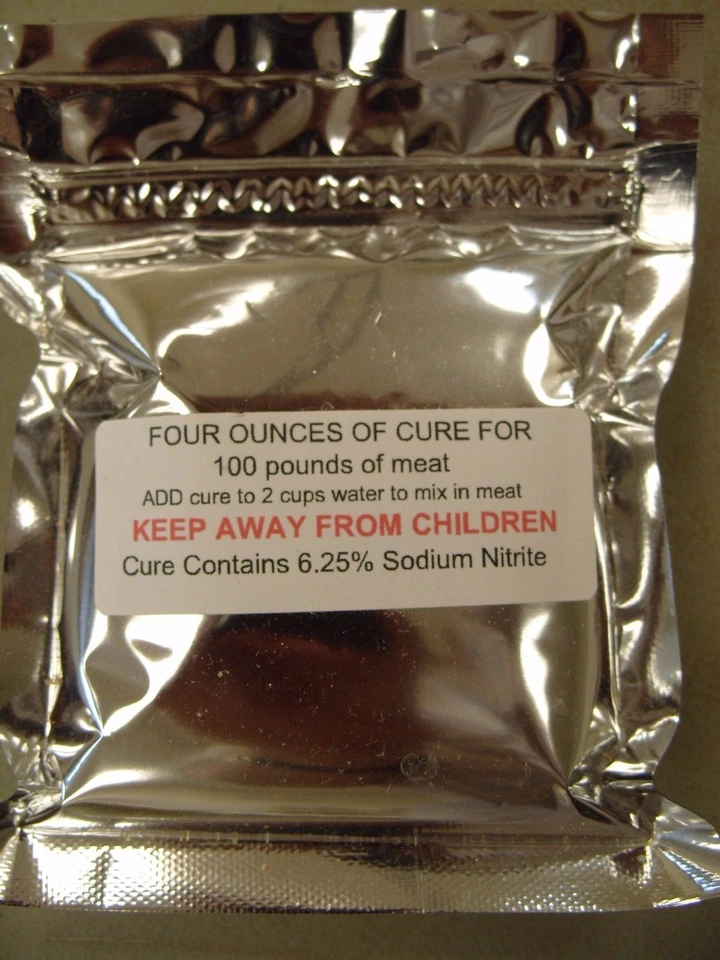 FOUR OUNCES OF CURE FOR
100 pounds of meat
ADD cure to 2 cups water to mix in meat
KEEP AWAY FROM CHILDREN
Cure Contains 6.25% Sodium Nitrite